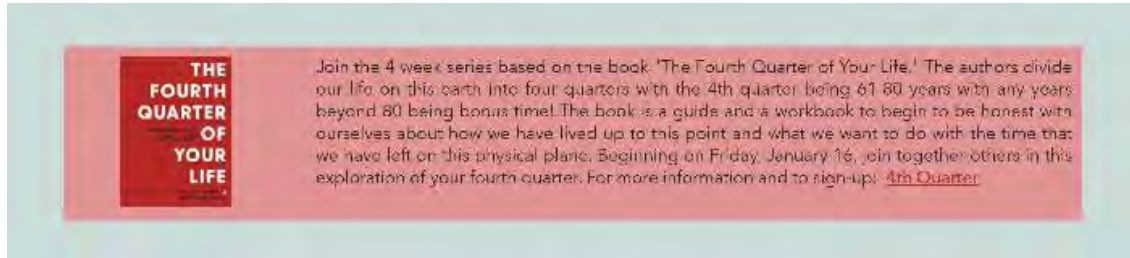 THE
FOURTH
QUARTER
OF
YOUR
LIFE
Join the 4 week series based on the book "The Fourth Quarter of Your Life." The authors divide
our life on this earth into four quarters with the 4th quarter being 61-80 years with any years
beyond 80 being bonus time! The book is a guide and a workbook to begin to be honest with
ourselves about how we have lived up to this point and what we want to do with the time that
we have left on this physical plane. Beginning on Friday, January 16, join together others in this
exploration of your fourth quarter. For more information and to sign-up: 4th Quarter